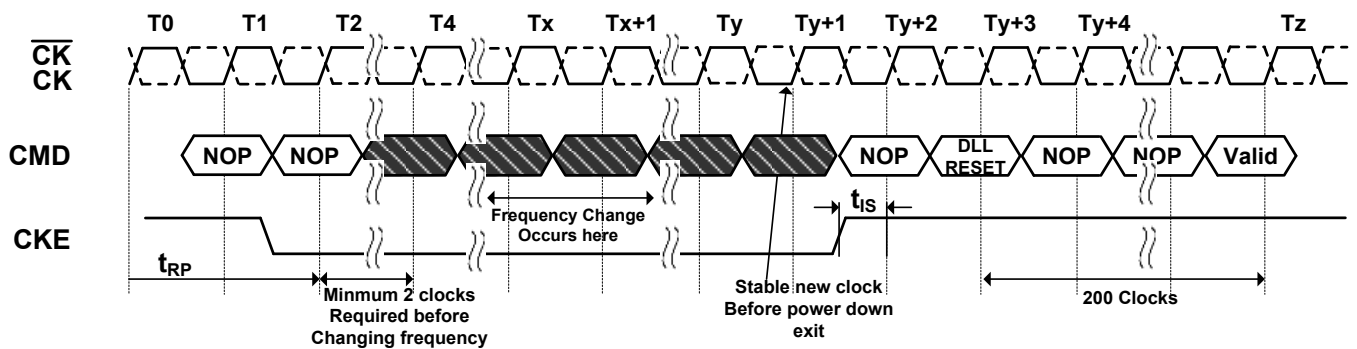 T0 T1 T2 T4 Tx Tx+1 Ty Ty+1 Ty+2 Ty+3 Ty+4 Tz
CK
CK
CMD
NOP NOP NOP DLL RESET NOP NOP Valid
Frequency Change
Occurs here
tIS
CKE
tRP
Minmum 2 clocks
Required before
Changing frequency
Stable new clock
Before power down
exit
200 Clocks